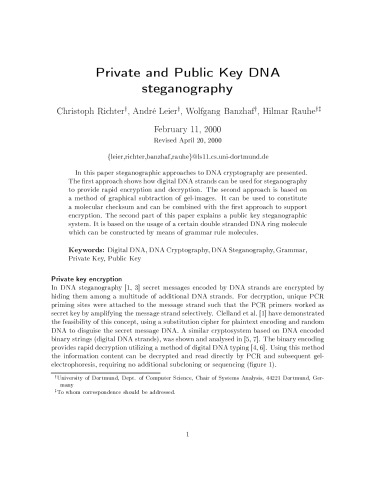 Private and Public Key DNA
steganography
Christoph Richter†, André Leier†, Wolfgang Banzhaf†, Hilmar Rauhe†‡
February 11, 2000
Revised April 20, 2000
{leier,richter,banzhaf,rauhe}@ls11.cs.uni-dortmund.de
In this paper steganographic approaches to DNA cryptography are presented.
The first approach shows how digital DNA strands can be used for steganography
to provide rapid encryption and decryption. The second approach is based on
a method of graphical subtraction of gel-images. It can be used to constitute
a molecular checksum and can be combined with the first approach to support
encryption. The second part of this paper explains a public key steganographic
system. It is based on the usage of a certain double stranded DNA ring molecule
which can be constructed by means of grammar rule molecules.
Keywords: Digital DNA, DNA Cryptography, DNA Steganography, Grammar,
Private Key, Public Key
Private key encryption
In DNA steganography [1, 3] secret messages encoded by DNA strands are encrypted by
hiding them among a multitude of additional DNA strands. For decryption, unique PCR
priming sites were attached to the message strand such that the PCR primers worked as
secret key by amplifying the message strand selectively. Clelland et al. [1] have demonstrated
the feasibility of this concept, using a substitution cipher for plaintext encoding and random
DNA to disguise the secret message DNA. A similar cryptosystem based on DNA encoded
binary strings (digital DNA strands), was shown and analysed in [5, 7]. The binary encoding
provides rapid decryption utilizing a method of digital DNA typing [4, 6]. Using this method
the information content can be decrypted and read directly by PCR and subsequent gel-
electrophoresis, requiring no additional subcloning or sequencing (figure 1).
†University of Dortmund, Dept. of Computer Science, Chair of Systems Analysis, 44221 Dortmund, Ger-
many
‡To whom correspondence should be addressed.
1